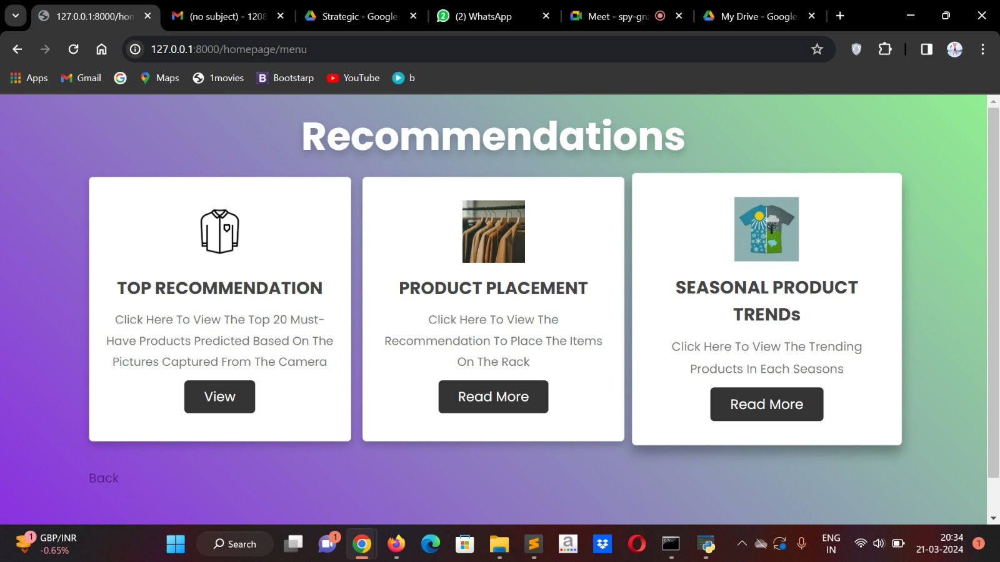 127.0.0.1:8000/hon
(no subject) - 1208
Strategic - Google
2
(2) WhatsApp
Meet - spy-gnz
My Drive - Google
127.0.0.1:8000/homepage/menu
Apps
Gmail
Maps
1movies
B
Bootstarp
YouTube
b
Recommendations
TOP RECOMMENDATION
Click Here To View The Top 20 Must-
Have Products Predicted Based On The
Pictures Captured From The Camera
View
PRODUCT PLACEMENT
Click Here To View The
Recommendation To Place The Items
On The Rack
Read More
SEASONAL PRODUCT
TRENDs
Click Here To View The Trending
Products In Each Seasons
Read More
Back
1
GBP/INR
-0.65%
Search
1
a
ENG
IN
20:34
21-03-2024
1